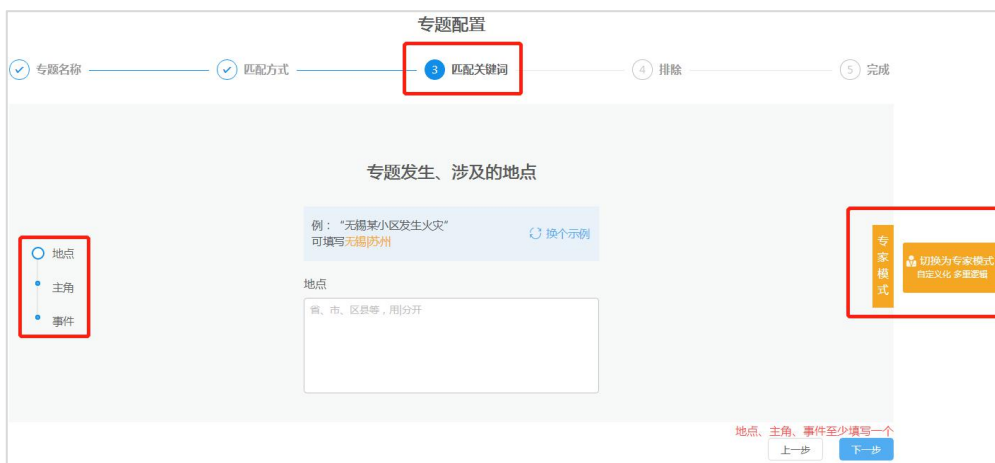 专题配置
专题名称
匹配方式
3 匹配关键词
4 排除
5 完成
专题发生、涉及的地点
例：“无锡某小区发生火灾”
可填写无锡|苏州
换个示例
地点
主角
事件
地点
省、市、区县等，用|分开
专家模式
切换为专家模式
自定义化 多重逻辑
地点、主角、事件至少填写一个
上一步
下一步